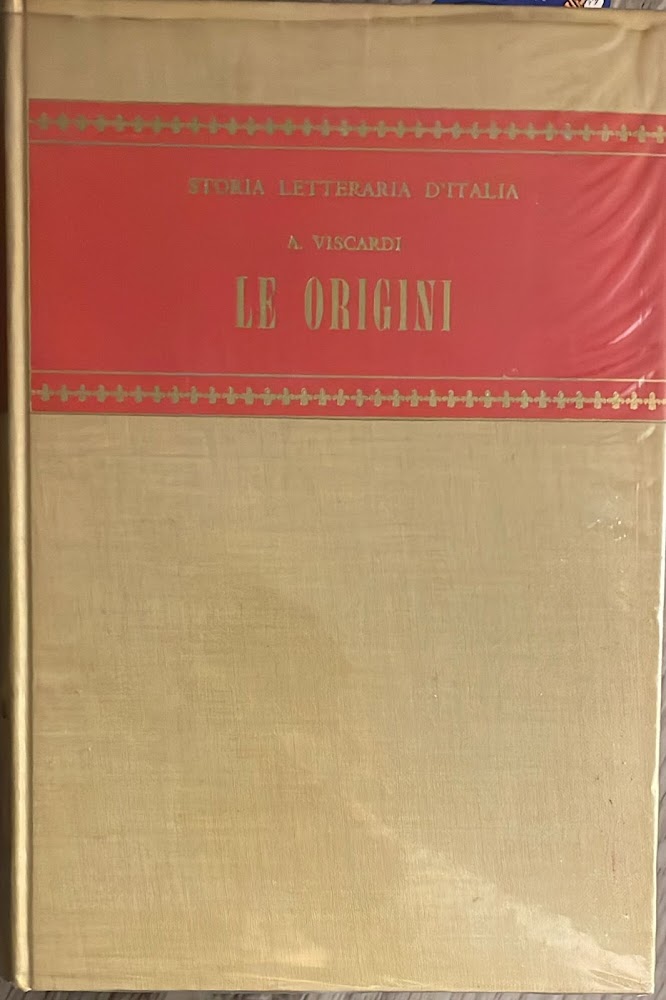 STORIA LETTERARIA D'ITALIA
A. VISCARDI
LE ORIGINI